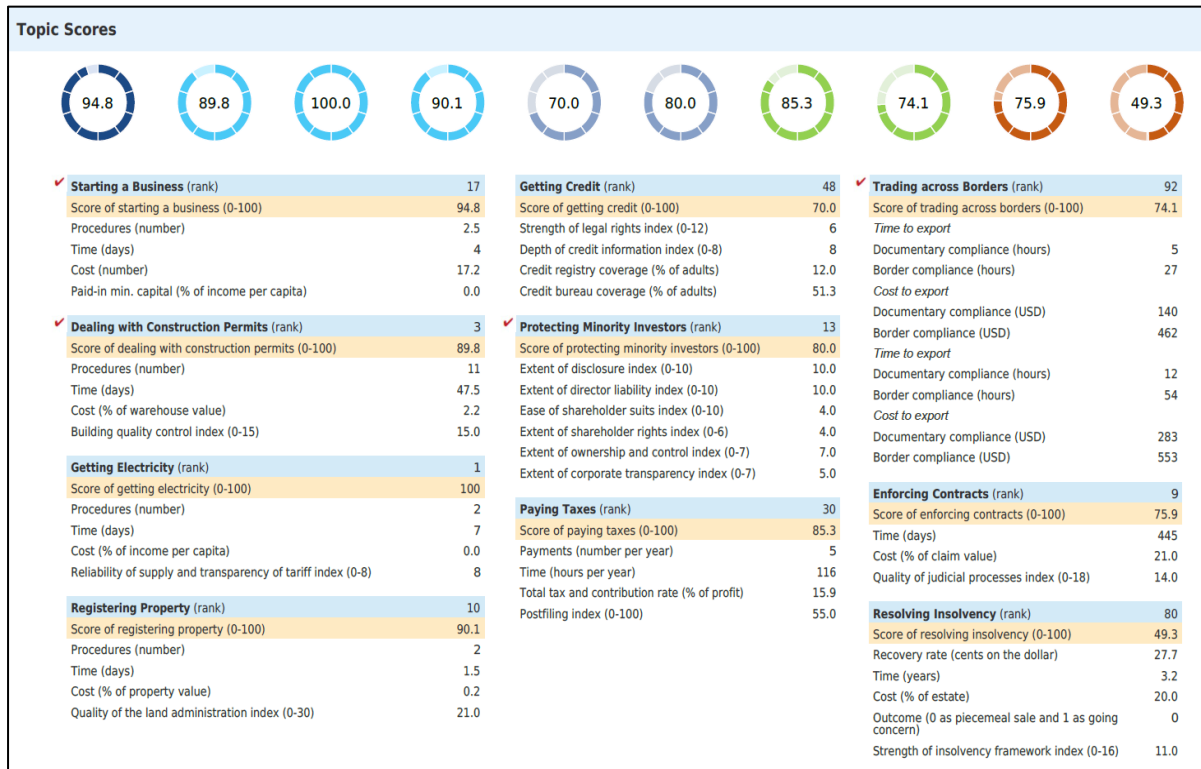 Topic Scores
94.8
89.8
100.0
90.1
70.0
80.0
85.3
74.1
75.9
49.3
Starting a Business (rank) 17
Score of starting a business (0-100) 94.8
Procedures (number) 2.5
Time (days) 4
Cost (number) 17.2
Paid-in min. capital (% of income per capita) 0.0
Dealing with Construction Permits (rank) 3
Score of dealing with construction permits (0-100) 89.8
Procedures (number) 11
Time (days) 47.5
Cost (% of warehouse value) 2.2
Building quality control index (0-15) 15.0
Getting Electricity (rank) 1
Score of getting electricity (0-100) 100
Procedures (number) 2
Time (days) 7
Cost (% of income per capita) 0.0
Reliability of supply and transparency of tariff index (0-8) 8
Registering Property (rank) 10
Score of registering property (0-100) 90.1
Procedures (number) 2
Time (days) 1.5
Cost (% of property value) 0.2
Quality of the land administration index (0-30) 21.0
Getting Credit (rank) 48
Score of getting credit (0-100) 70.0
Strength of legal rights index (0-12) 6
Depth of credit information index (0-8) 8
Credit registry coverage (% of adults) 12.0
Credit bureau coverage (% of adults) 51.3
Protecting Minority Investors (rank) 13
Score of protecting minority investors (0-100) 80.0
Extent of disclosure index (0-10) 10.0
Extent of director liability index (0-10) 10.0
Ease of shareholder suits index (0-10) 4.0
Extent of shareholder rights index (0-6) 4.0
Extent of ownership and control index (0-7) 7.0
Extent of corporate transparency index (0-7) 5.0
Paying Taxes (rank) 30
Score of paying taxes (0-100) 85.3
Payments (number per year) 5
Time (hours per year) 116
Total tax and contribution rate (% of profit) 15.9
Postfiling index (0-100) 55.0
Trading across Borders (rank) 92
Score of trading across borders (0-100) 74.1
Time to export
Documentary compliance (hours) 5
Border compliance (hours) 27
Cost to export
Documentary compliance (USD) 140
Border compliance (USD) 462
Time to export
Documentary compliance (hours) 12
Border compliance (hours) 54
Cost to export
Documentary compliance (USD) 283
Border compliance (USD) 553
Enforcing Contracts (rank) 9
Score of enforcing contracts (0-100) 75.9
Time (days) 445
Cost (% of claim value) 21.0
Quality of judicial processes index (0-18) 14.0
Resolving Insolvency (rank) 80
Score of resolving insolvency (0-100) 49.3
Recovery rate (cents on the dollar) 27.7
Time (years) 3.2
Cost (% of estate) 20.0
Outcome (0 as piecemeal sale and 1 as going 0
concern)
Strength of insolvency framework index (0-16) 11.0